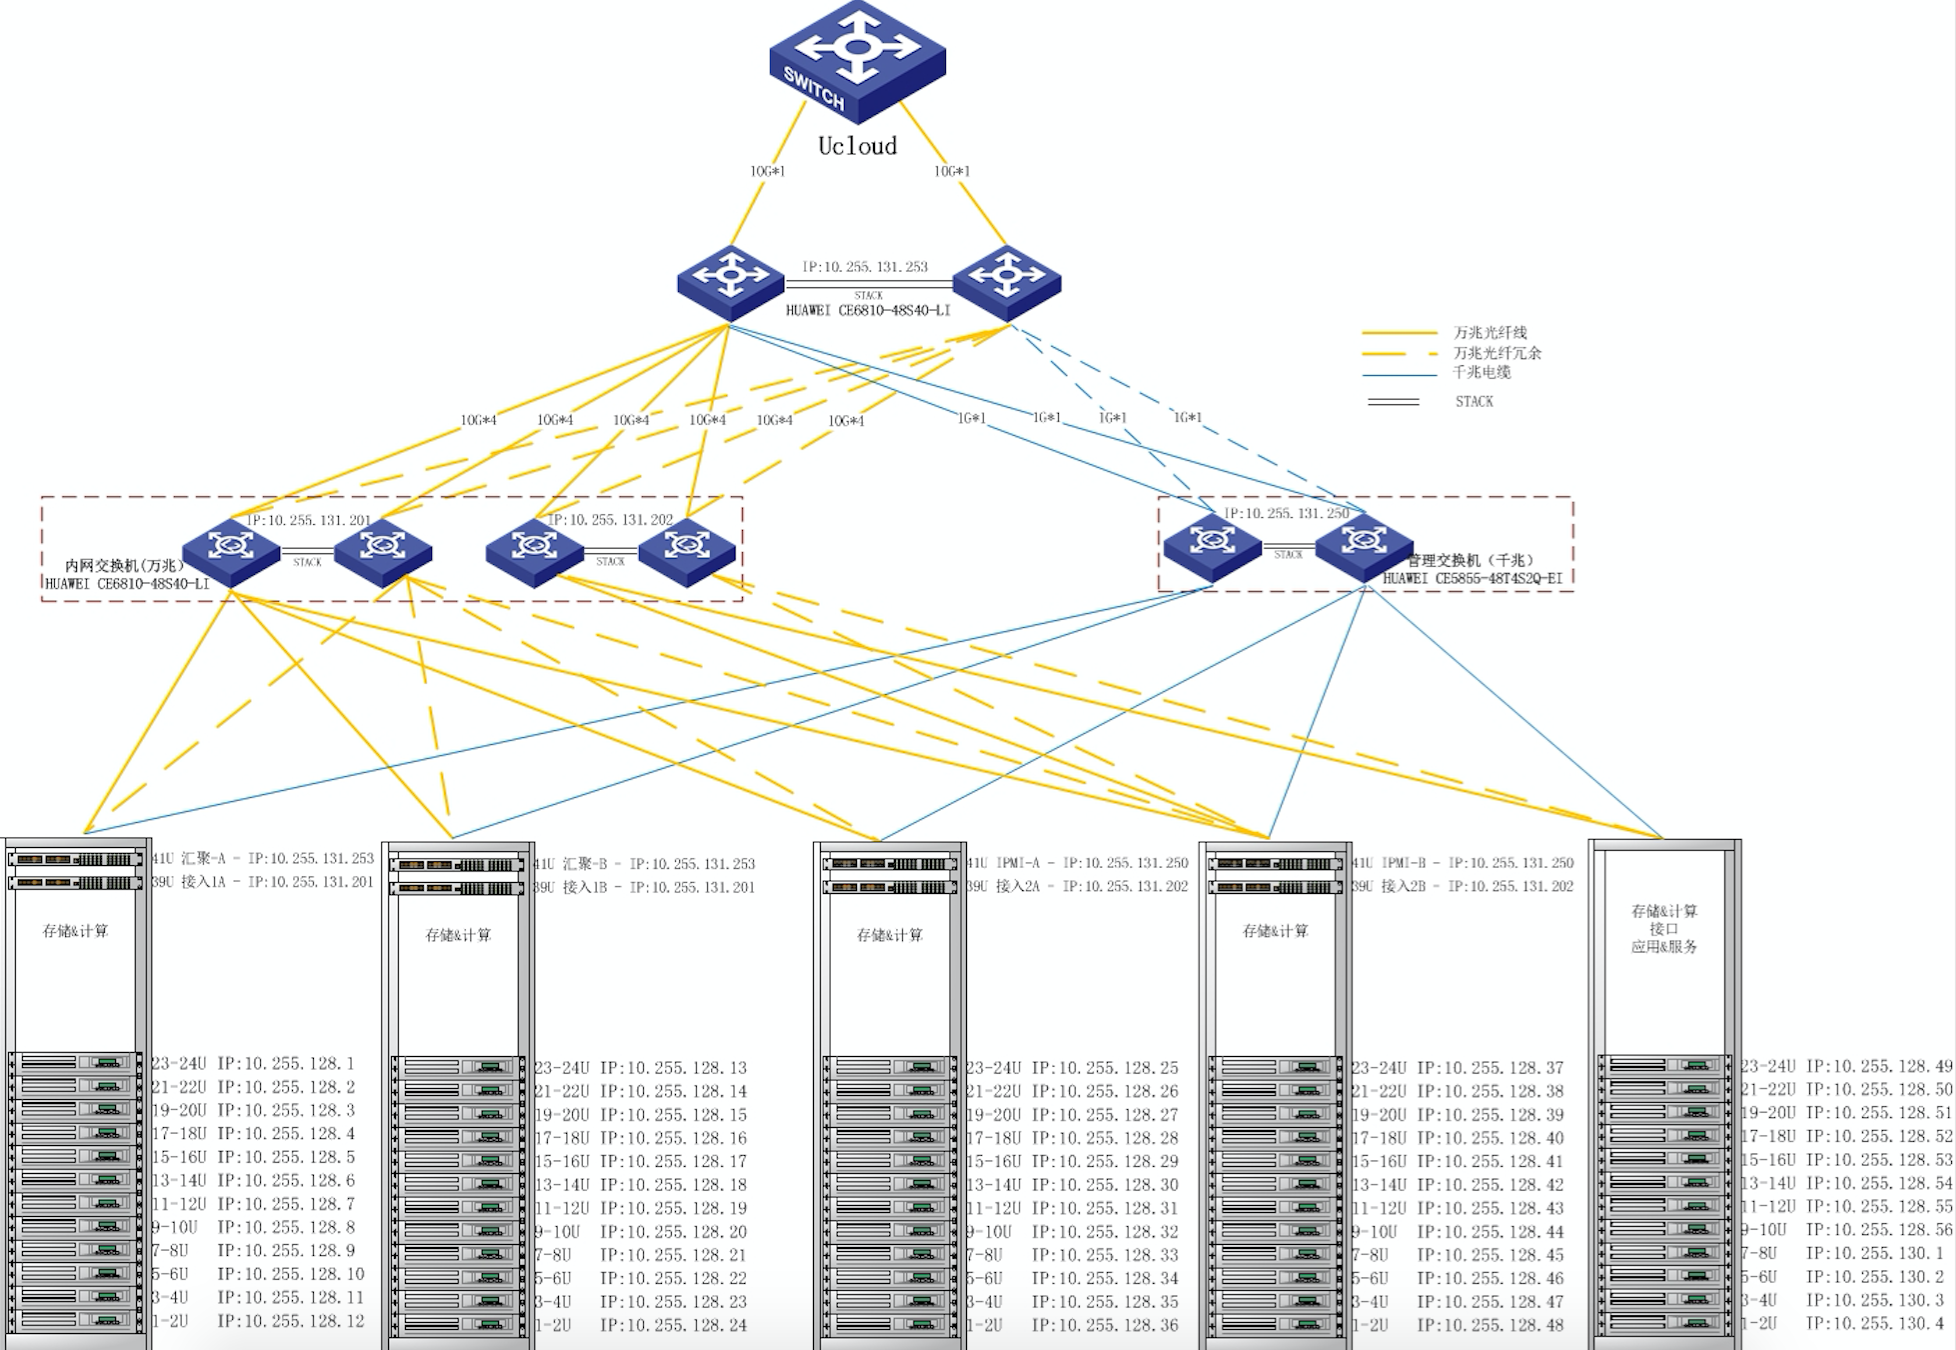 SWITCH
Ucloud
10G*1
10G*1
IP:10.255.131.253
STACK
HUAWEI CE6810-48S40-LI
万兆光纤线
万兆光纤冗余
千兆电缆
STACK
10G*4
10G*4
10G*4
10G*4
10G*4
10G*4
1G*1
1G*1
1G*1
1G*1
IP:10.255.131.201
STACK
IP:10.255.131.202
STACK
内网交换机(万兆)
HUAWEI CE6810-48S40-LI
IP:10.255.131.250
STACK
管理交换机（千兆）
HUAWEI CE5855-48T4S2Q-EI
41U 汇聚-A - IP:10.255.131.253
39U 接入1A - IP:10.255.131.201
存储&计算
23-24U IP:10.255.128.1
21-22U IP:10.255.128.2
19-20U IP:10.255.128.3
17-18U IP:10.255.128.4
15-16U IP:10.255.128.5
13-14U IP:10.255.128.6
11-12U IP:10.255.128.7
9-10U IP:10.255.128.8
7-8U IP:10.255.128.9
5-6U IP:10.255.128.10
3-4U IP:10.255.128.11
1-2U IP:10.255.128.12
41U 汇聚-B - IP:10.255.131.253
39U 接入1B - IP:10.255.131.201
存储&计算
23-24U IP:10.255.128.13
21-22U IP:10.255.128.14
19-20U IP:10.255.128.15
17-18U IP:10.255.128.16
15-16U IP:10.255.128.17
13-14U IP:10.255.128.18
11-12U IP:10.255.128.19
9-10U IP:10.255.128.20
7-8U IP:10.255.128.21
5-6U IP:10.255.128.22
3-4U IP:10.255.128.23
1-2U IP:10.255.128.24
41U IPMI-A - IP:10.255.131.250
39U 接入2A - IP:10.255.131.202
存储&计算
23-24U IP:10.255.128.25
21-22U IP:10.255.128.26
19-20U IP:10.255.128.27
17-18U IP:10.255.128.28
15-16U IP:10.255.128.29
13-14U IP:10.255.128.30
11-12U IP:10.255.128.31
9-10U IP:10.255.128.32
7-8U IP:10.255.128.33
5-6U IP:10.255.128.34
3-4U IP:10.255.128.35
1-2U IP:10.255.128.36
41U IPMI-B - IP:10.255.131.250
39U 接入2B - IP:10.255.131.202
存储&计算
23-24U IP:10.255.128.37
21-22U IP:10.255.128.38
19-20U IP:10.255.128.39
17-18U IP:10.255.128.40
15-16U IP:10.255.128.41
13-14U IP:10.255.128.42
11-12U IP:10.255.128.43
9-10U IP:10.255.128.44
7-8U IP:10.255.128.45
5-6U IP:10.255.128.46
3-4U IP:10.255.128.47
1-2U IP:10.255.128.48
存储&计算
接口
应用&服务
23-24U IP:10.255.128.49
21-22U IP:10.255.128.50
19-20U IP:10.255.128.51
17-18U IP:10.255.128.52
15-16U IP:10.255.128.53
13-14U IP:10.255.128.54
11-12U IP:10.255.128.55
9-10U IP:10.255.128.56
7-8U IP:10.255.130.1
5-6U IP:10.255.130.2
3-4U IP:10.255.130.3
1-2U IP:10.255.130.4